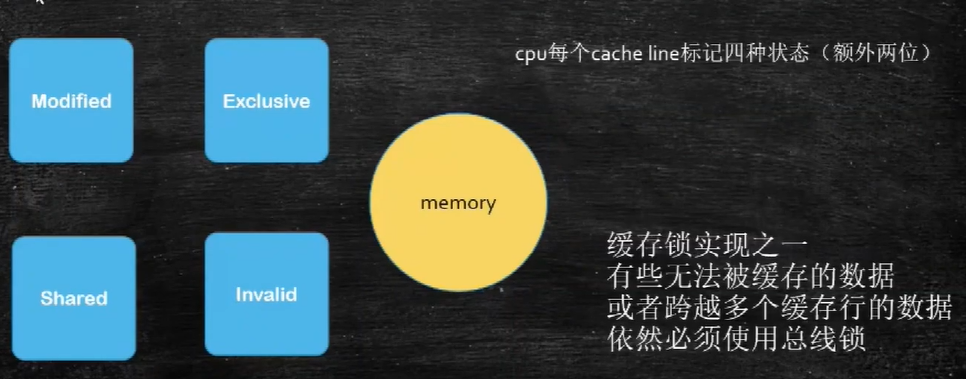 cpu每个cache line标记四种状态（额外两位）
Modified
Exclusive
memory
Shared
Invalid
缓存锁实现之一
有些无法被缓存的数据
或者跨越多个缓存行的数据
依然必须使用总线锁